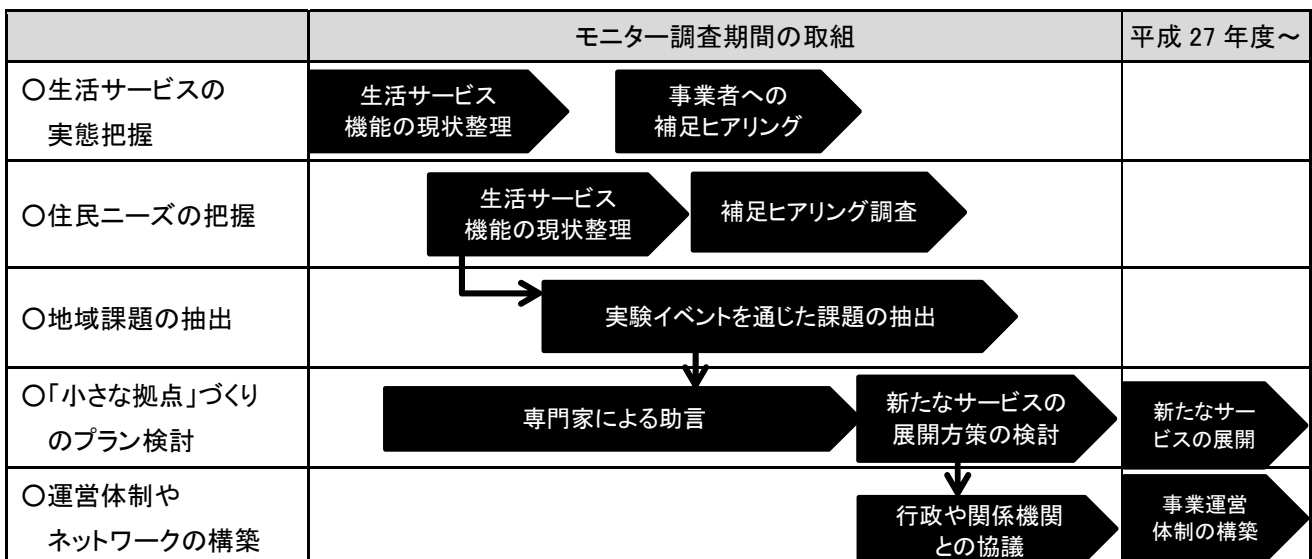 モニター調査期間の取組
平成 27 年度～
○生活サービスの
実態把握
生活サービス
機能の現状整理
事業者への
補足ヒアリング
○住民ニーズの把握
生活サービス
機能の現状整理
補足ヒアリング調査
○地域課題の抽出
実験イベントを通じた課題の抽出
○「小さな拠点」づくり
のプラン検討
専門家による助言
新たなサービスの
展開方策の検討
新たなサー
ビスの展開
○運営体制や
ネットワークの構築
行政や関係機関
との協議
事業運営
体制の構築